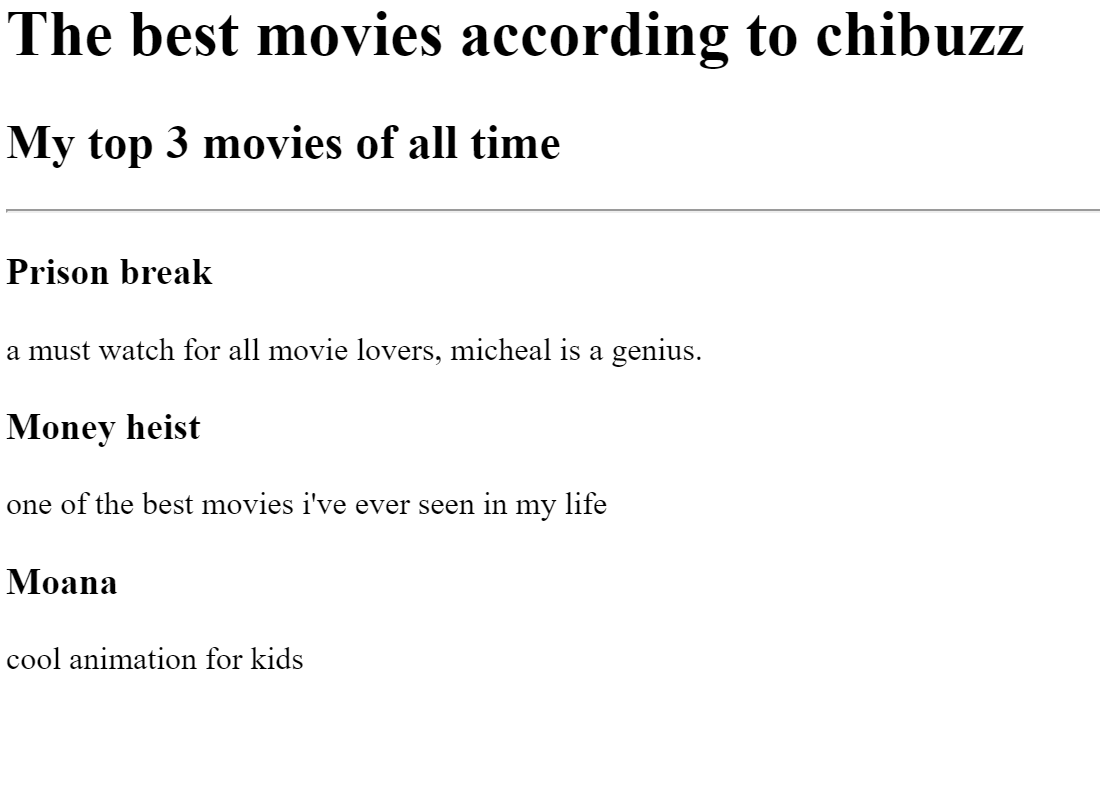 The best movies according to chibuzz
My top 3 movies of all time
Prison break
a must watch for all movie lovers, micheal is a genius.
Money heist
one of the best movies i've ever seen in my life
Moana
cool animation for kids